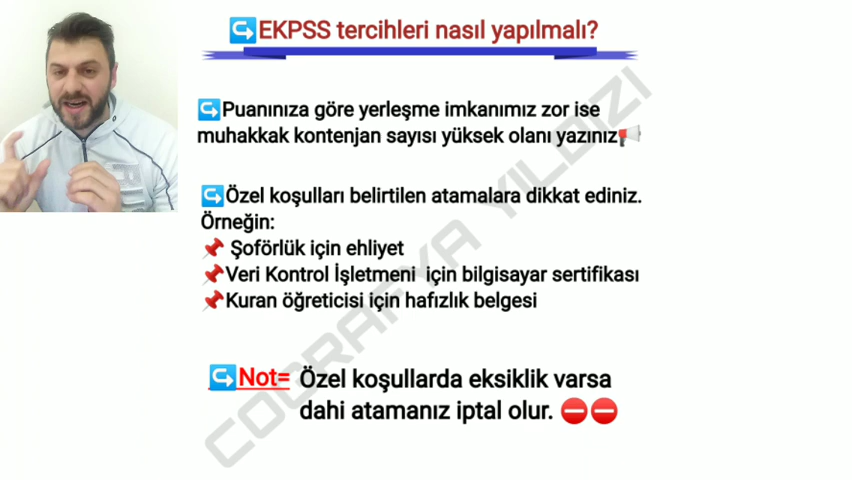 EKPSS tercihleri nasıl yapılmalı?
Puanınıza göre yerleşme imkanımız zor ise
muhakkak kontenjan sayısı yüksek olanı yazınız
Özel koşulları belirtilen atamalara dikkat ediniz.
Örneğin:
Şoförlük için ehliyet
Veri Kontrol İşletmeni için bilgisayar sertifikası
Kuran öğreticisi için hafızlık belgesi
Not= Özel koşullarda eksiklik varsa
dahi atamanız iptal olur.
COĞRAFYA YILDIZI